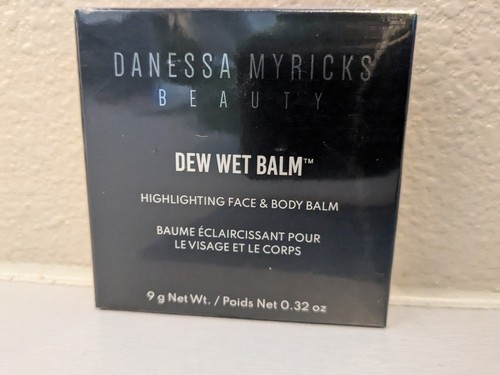 DANESSA MYRICKS
BEAUTY
DEW WET BALM™
HIGHLIGHTING FACE & BODY BALM
BAUME ÉCLAIRCISSANT POUR
LE VISAGE ET LE CORPS
9 g Net Wt. / Poids Net 0.32 oz